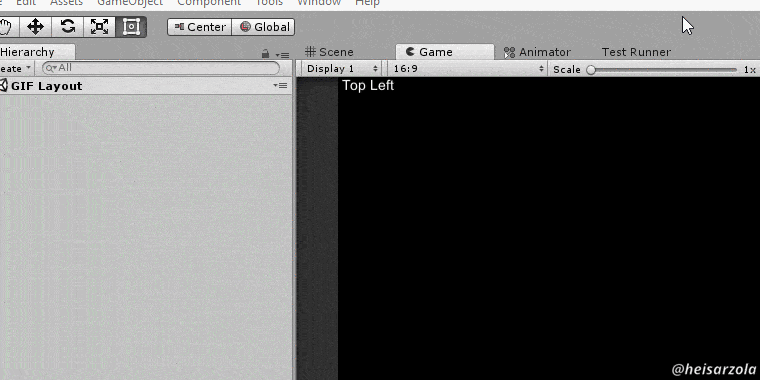 Edit Assets GameObject Component Tools Window Help
Center Global
Hierarchy Scene Game Animator Test Runner
All Display 1 16:9 Scale 1x
GIF Layout
Top Left
@heisarzola